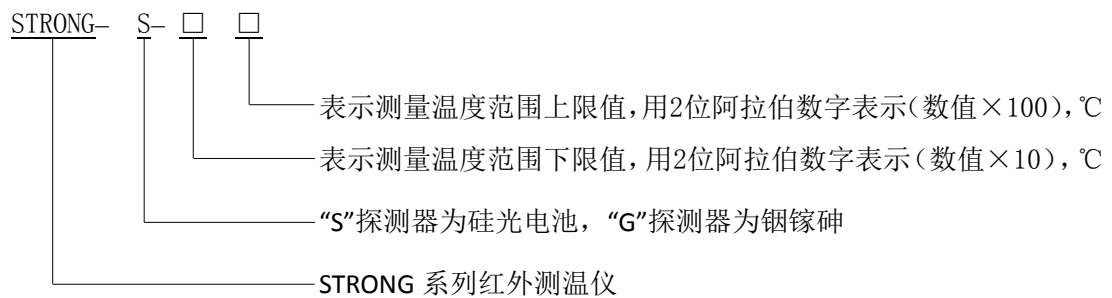 STRONG— S— □ □
表示测量温度范围上限值,用2位阿拉伯数字表示(数值×100),℃
表示测量温度范围下限值,用2位阿拉伯数字表示(数值×10),℃
“S”探测器为硅光电池，“G”探测器为铟镓砷
STRONG 系列红外测温仪